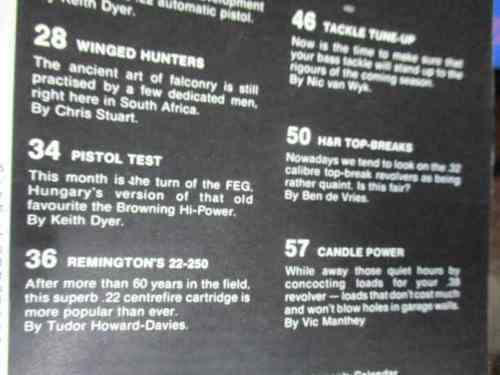 By Keith Dyer.
.22 automatic pistol.
28 WINGED HUNTERS
The ancient art of falconry is still
practised by a few dedicated men,
right here in South Africa.
By Chris Stuart.
34 PISTOL TEST
This month is the turn of the FEG,
Hungary's version of that old
favourite the Browning Hi-Power.
By Keith Dyer.
36 REMINGTON'S 22-250
After more than 60 years in the field,
this superb .22 centrefire cartridge is
more popular than ever.
By Tudor Howard-Davies.
46 TACKLE TUNE-UP
Now is the time to make sure that
your bass tackle will stand up to the
rigours of the coming season.
By Nic van Wyk.
50 H&R TOP-BREAKS
Nowadays we tend to look on the .32
calibre top-break revolvers as being
rather quaint. Is this fair?
By Ben de Vries.
57 CANDLE POWER
While away those quiet hours by
concocting loads for your .38
revolver — loads that don't cost much
and won't blow holes in garage walls.
By Vic Manthey
Calendar